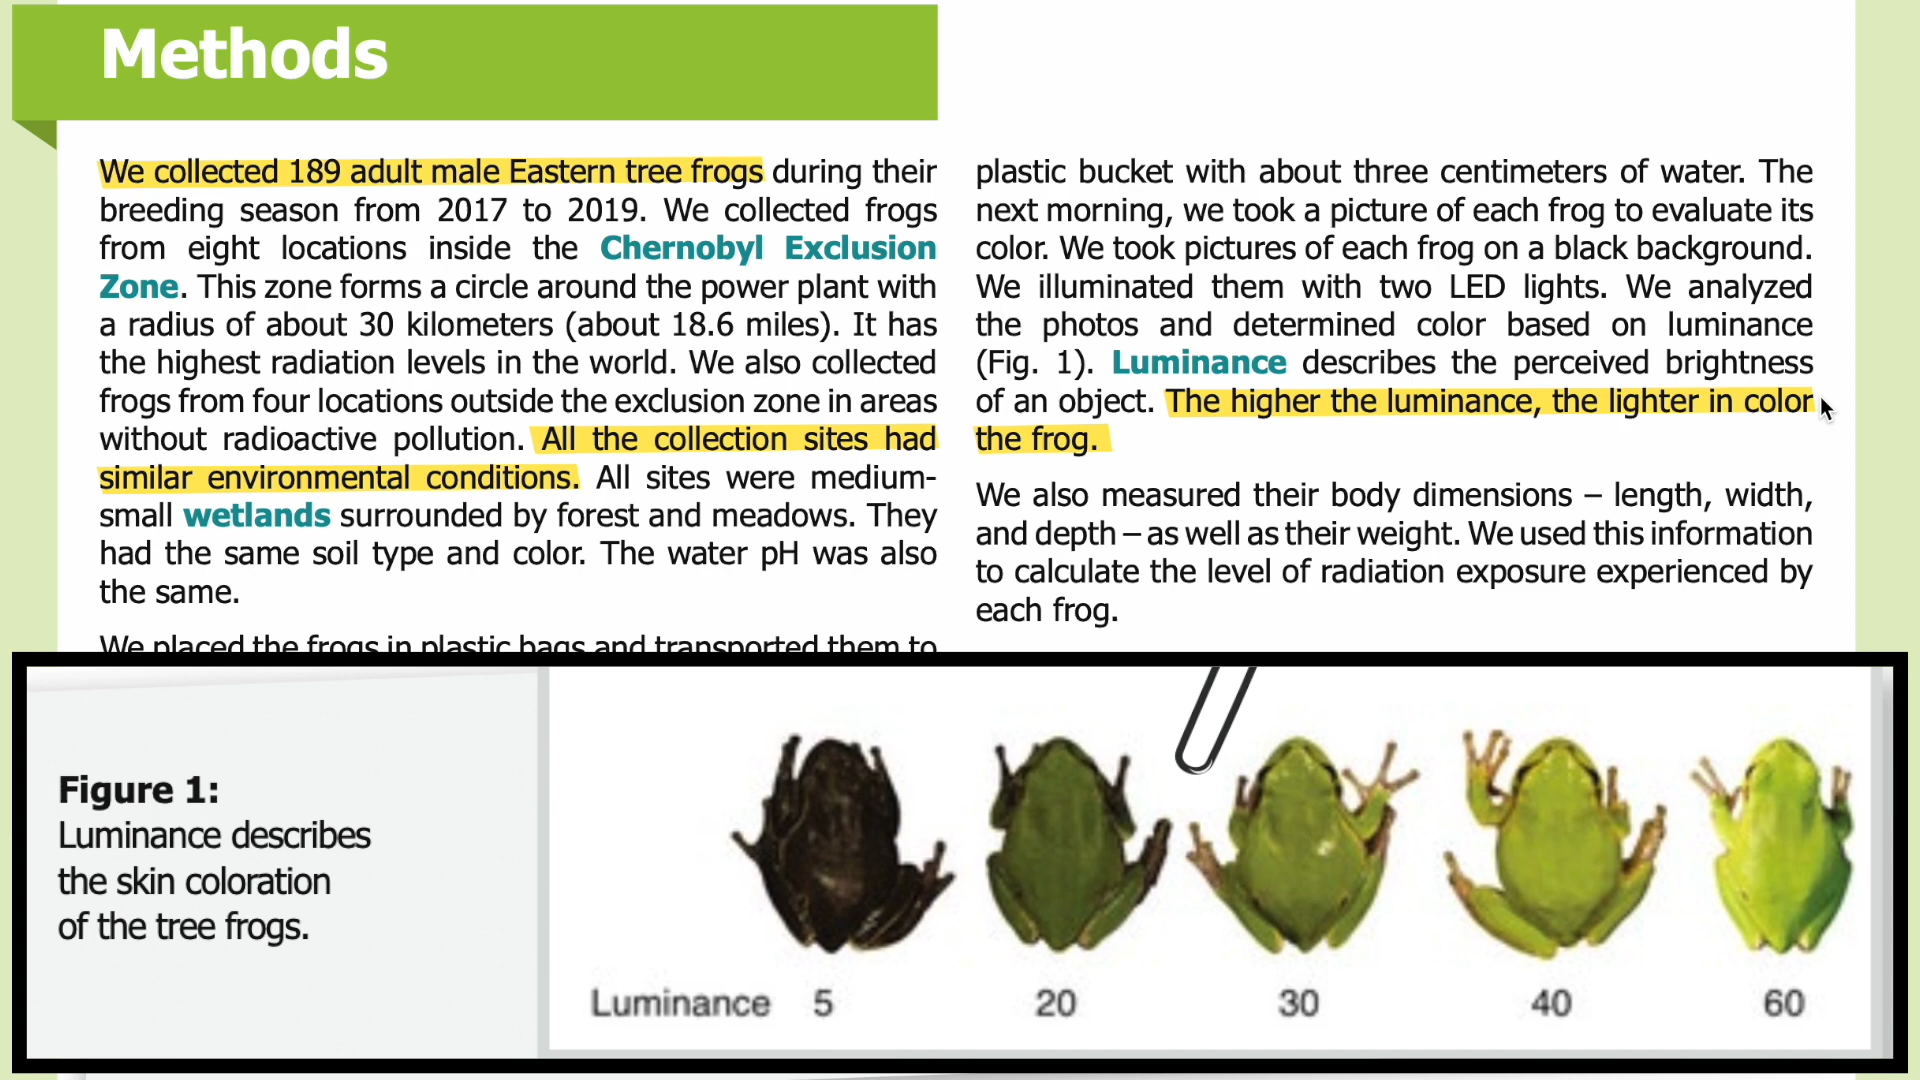 Methods
We collected 189 adult male Eastern tree frogs during their
breeding season from 2017 to 2019. We collected frogs
from eight locations inside the Chernobyl Exclusion
Zone. This zone forms a circle around the power plant with
a radius of about 30 kilometers (about 18.6 miles). It has
the highest radiation levels in the world. We also collected
frogs from four locations outside the exclusion zone in areas
without radioactive pollution. All the collection sites had
similar environmental conditions. All sites were medium-
small wetlands surrounded by forest and meadows. They
had the same soil type and color. The water pH was also
the same.
We placed the frogs in plastic bags and transported them to
plastic bucket with about three centimeters of water. The
next morning, we took a picture of each frog to evaluate its
color. We took pictures of each frog on a black background.
We illuminated them with two LED lights. We analyzed
the photos and determined color based on luminance
(Fig. 1). Luminance describes the perceived brightness
of an object. The higher the luminance, the lighter in color
the frog.
We also measured their body dimensions – length, width,
and depth – as well as their weight. We used this information
to calculate the level of radiation exposure experienced by
each frog.
Figure 1:
Luminance describes
the skin coloration
of the tree frogs.
Luminance 5 20 30 40 60